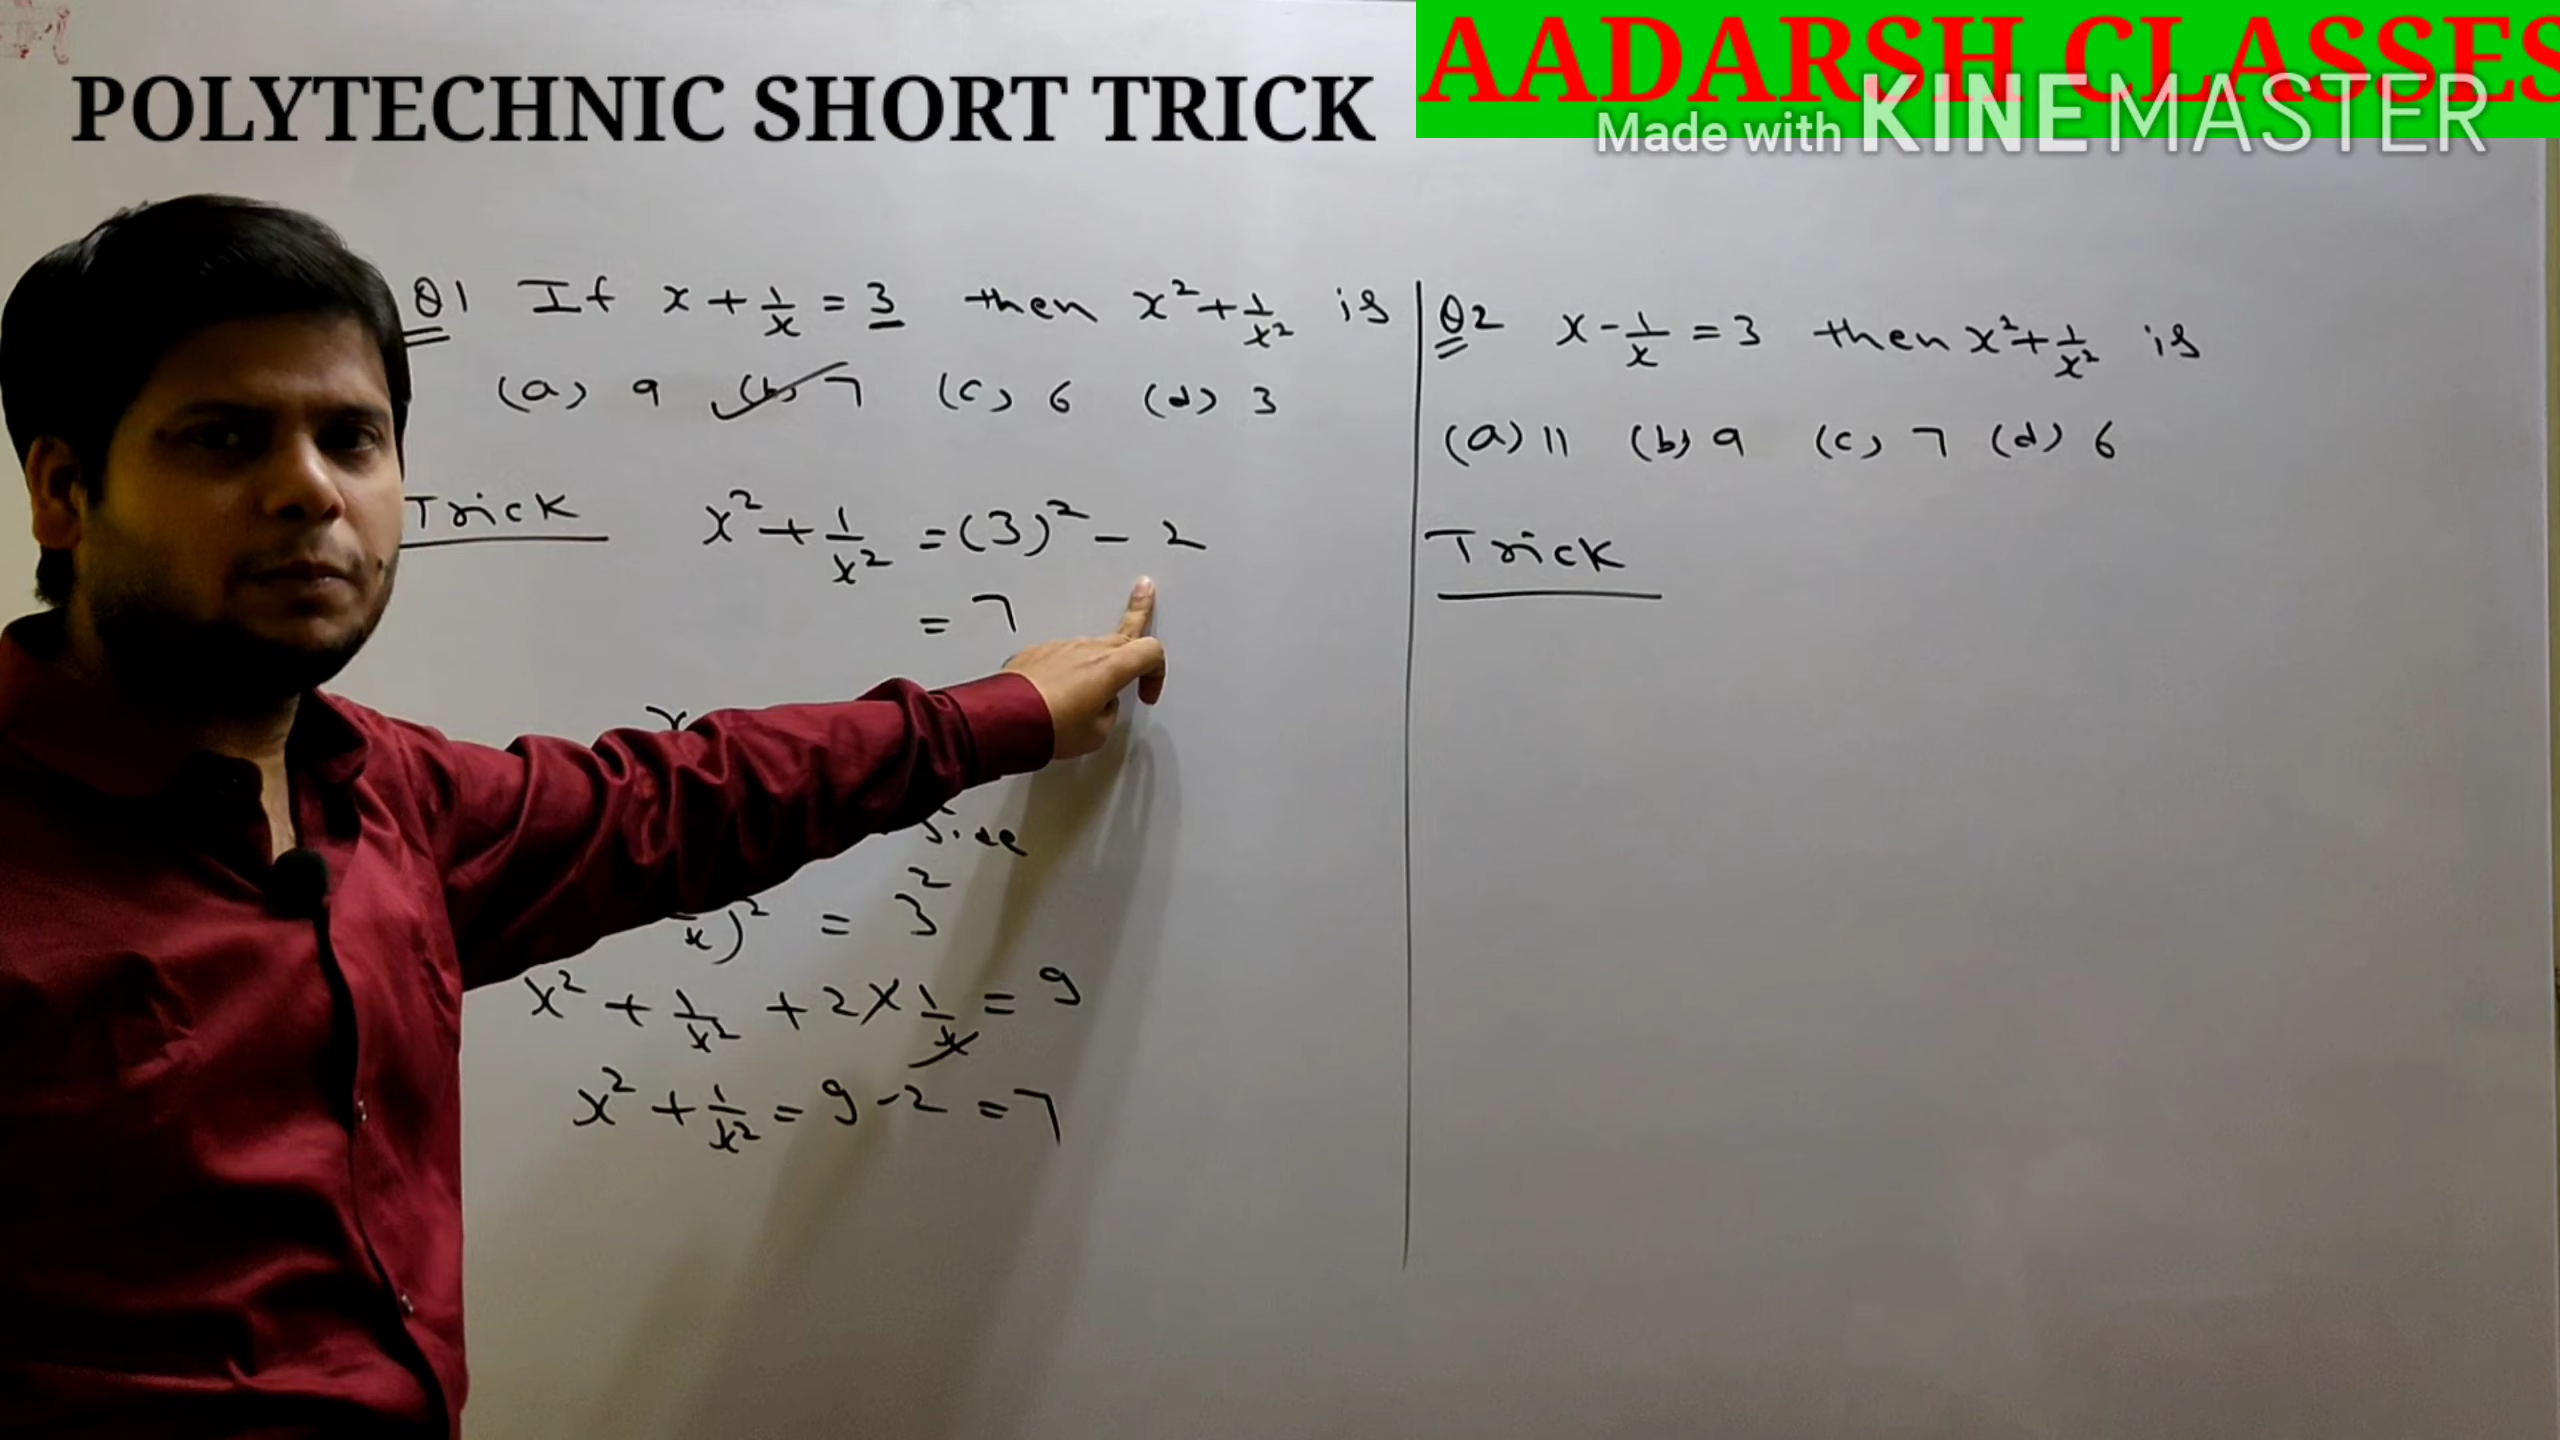 POLYTECHNIC SHORT TRICK
AADARSH CLASSES
Made with KINEMASTER
Q1 If x + 1/x = 3 then x² + 1/x² is
(a) 9 (b) 7 (c) 6 (d) 3
Trick x² + 1/x² = (3)² - 2
= 7
x
Side
x)² = 3²
x² + 1/x² + 2 x 1/x = 9
x² + 1/x² = 9 - 2 = 7
Q2 x - 1/x = 3 then x² + 1/x² is
(a) 11 (b) 9 (c) 7 (d) 6
Trick